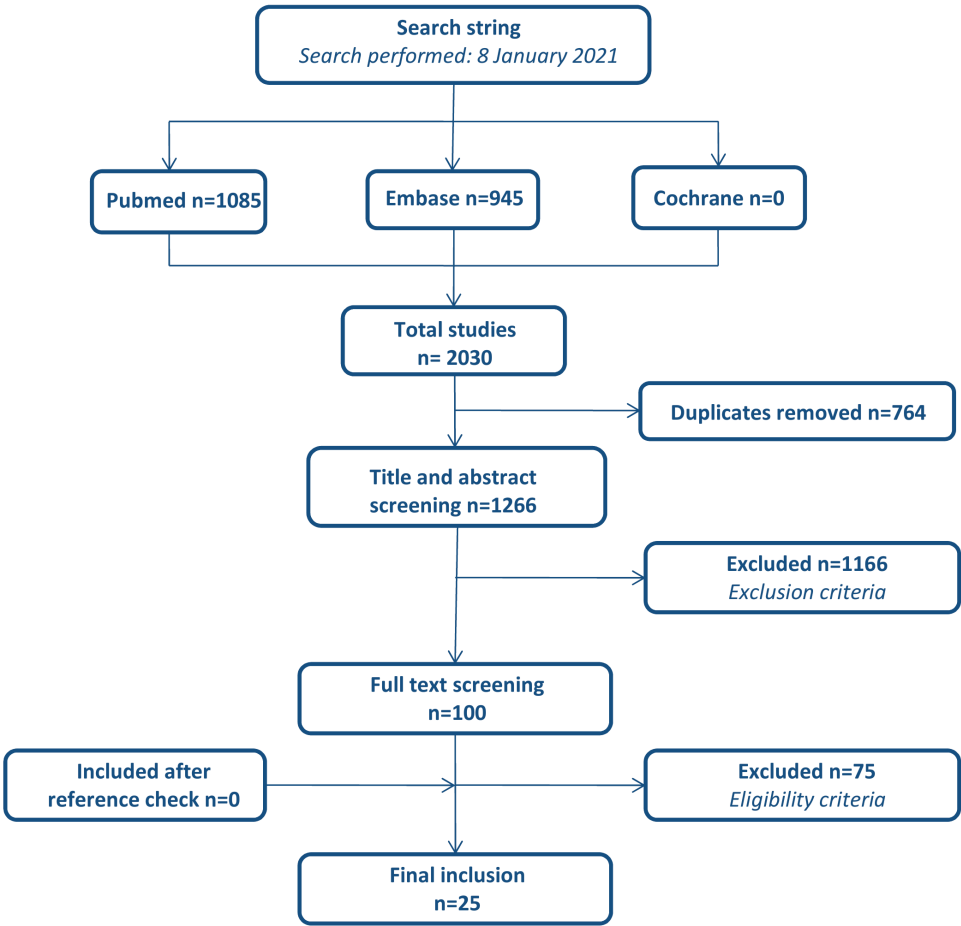 Search string
Search performed: 8 January 2021
Pubmed n=1085
Embase n=945
Cochrane n=0
Total studies
n= 2030
Duplicates removed n=764
Title and abstract
screening n=1266
Excluded n=1166
Exclusion criteria
Full text screening
n=100
Included after
reference check n=0
Excluded n=75
Eligibility criteria
Final inclusion
n=25